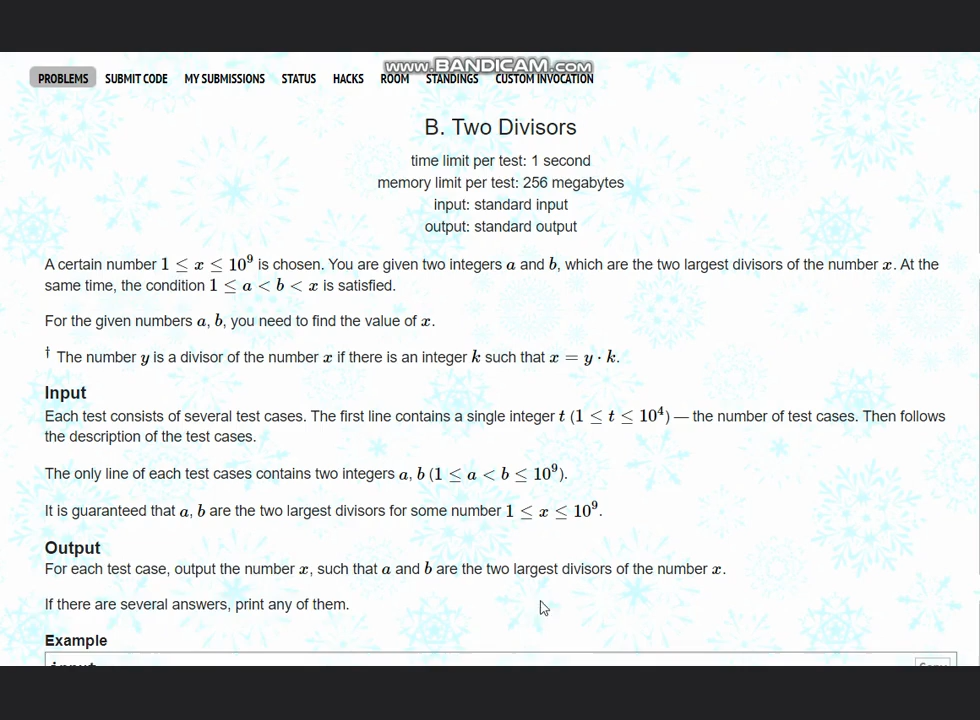 www.BANDICAM.com
PROBLEMS SUBMIT CODE MY SUBMISSIONS STATUS HACKS ROOM STANDINGS CUSTOM INVOCATION
B. Two Divisors
time limit per test: 1 second
memory limit per test: 256 megabytes
input: standard input
output: standard output
A certain number 1 ≤ x ≤ 10⁹ is chosen. You are given two integers a and b, which are the two largest divisors of the number x. At the
same time, the condition 1 ≤ a < b < x is satisfied.
For the given numbers a, b, you need to find the value of x.
† The number y is a divisor of the number x if there is an integer k such that x = y · k.
Input
Each test consists of several test cases. The first line contains a single integer t (1 ≤ t ≤ 10⁴) — the number of test cases. Then follows
the description of the test cases.
The only line of each test cases contains two integers a, b (1 ≤ a < b ≤ 10⁹).
It is guaranteed that a, b are the two largest divisors for some number 1 ≤ x ≤ 10⁹.
Output
For each test case, output the number x, such that a and b are the two largest divisors of the number x.
If there are several answers, print any of them.
Example